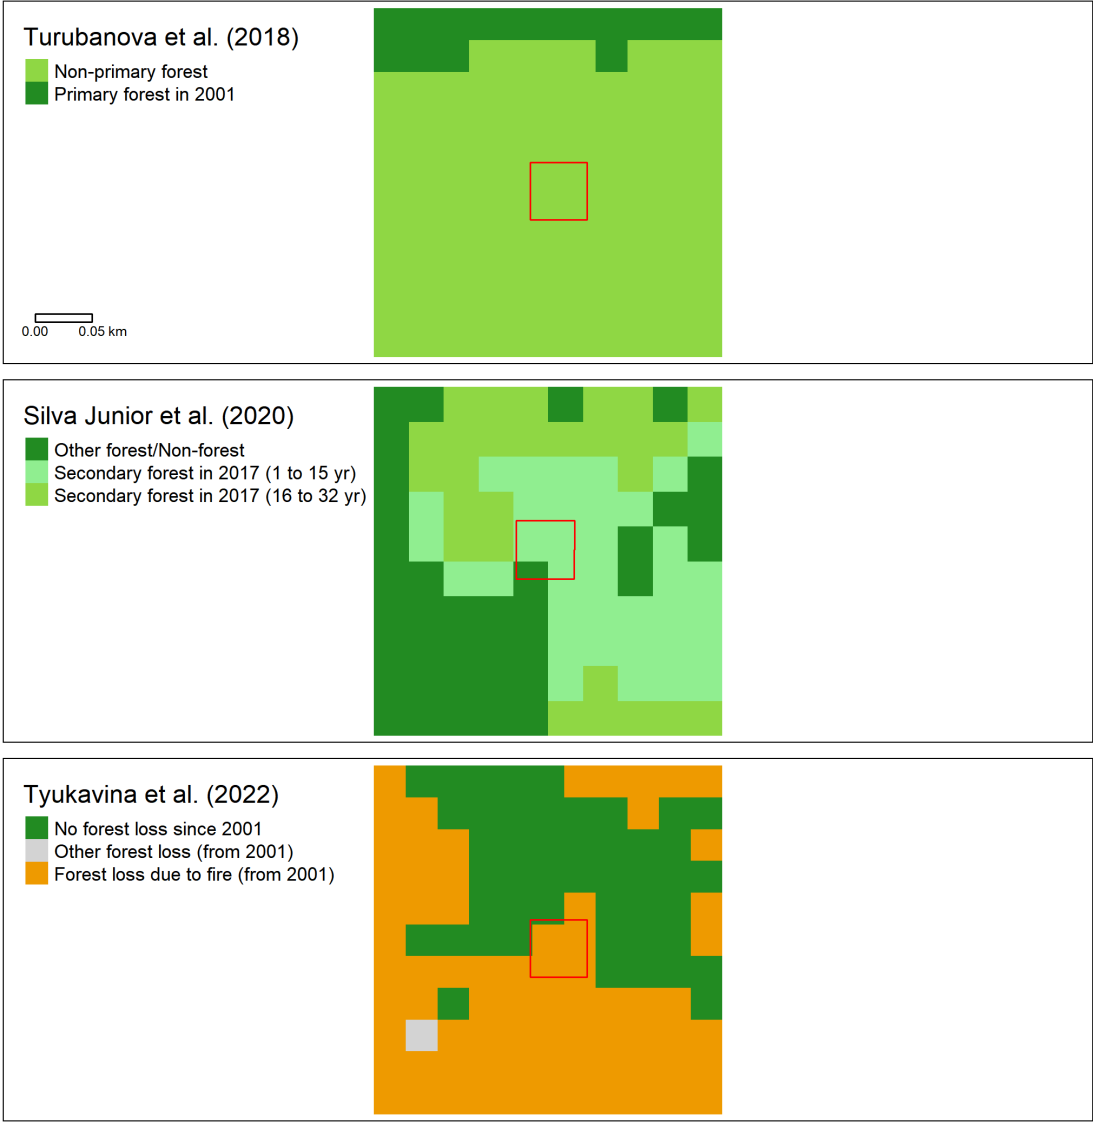 Turubanova et al. (2018)
Non-primary forest
Primary forest in 2001
0.00 0.05 km
Silva Junior et al. (2020)
Other forest/Non-forest
Secondary forest in 2017 (1 to 15 yr)
Secondary forest in 2017 (16 to 32 yr)
Tyukavina et al. (2022)
No forest loss since 2001
Other forest loss (from 2001)
Forest loss due to fire (from 2001)